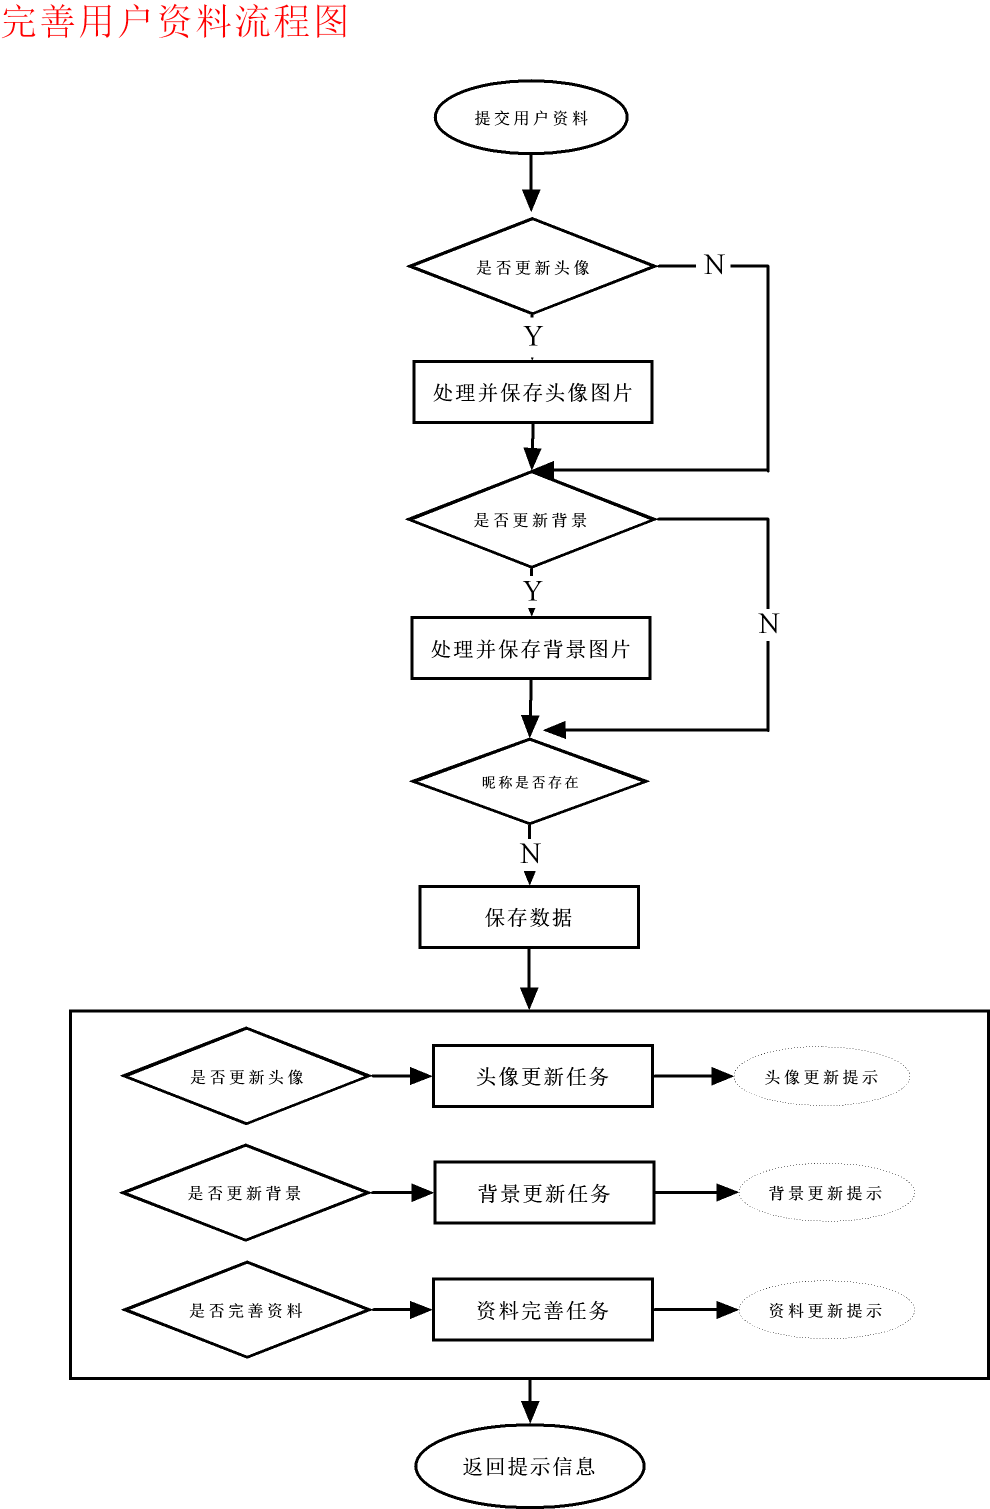 完善用户资料流程图
提交用户资料
是否更新头像
N
Y
处理并保存头像图片
是否更新背景
Y
N
处理并保存背景图片
昵称是否存在
N
保存数据
是否更新头像
头像更新任务
头像更新提示
是否更新背景
背景更新任务
背景更新提示
是否完善资料
资料完善任务
资料更新提示
返回提示信息